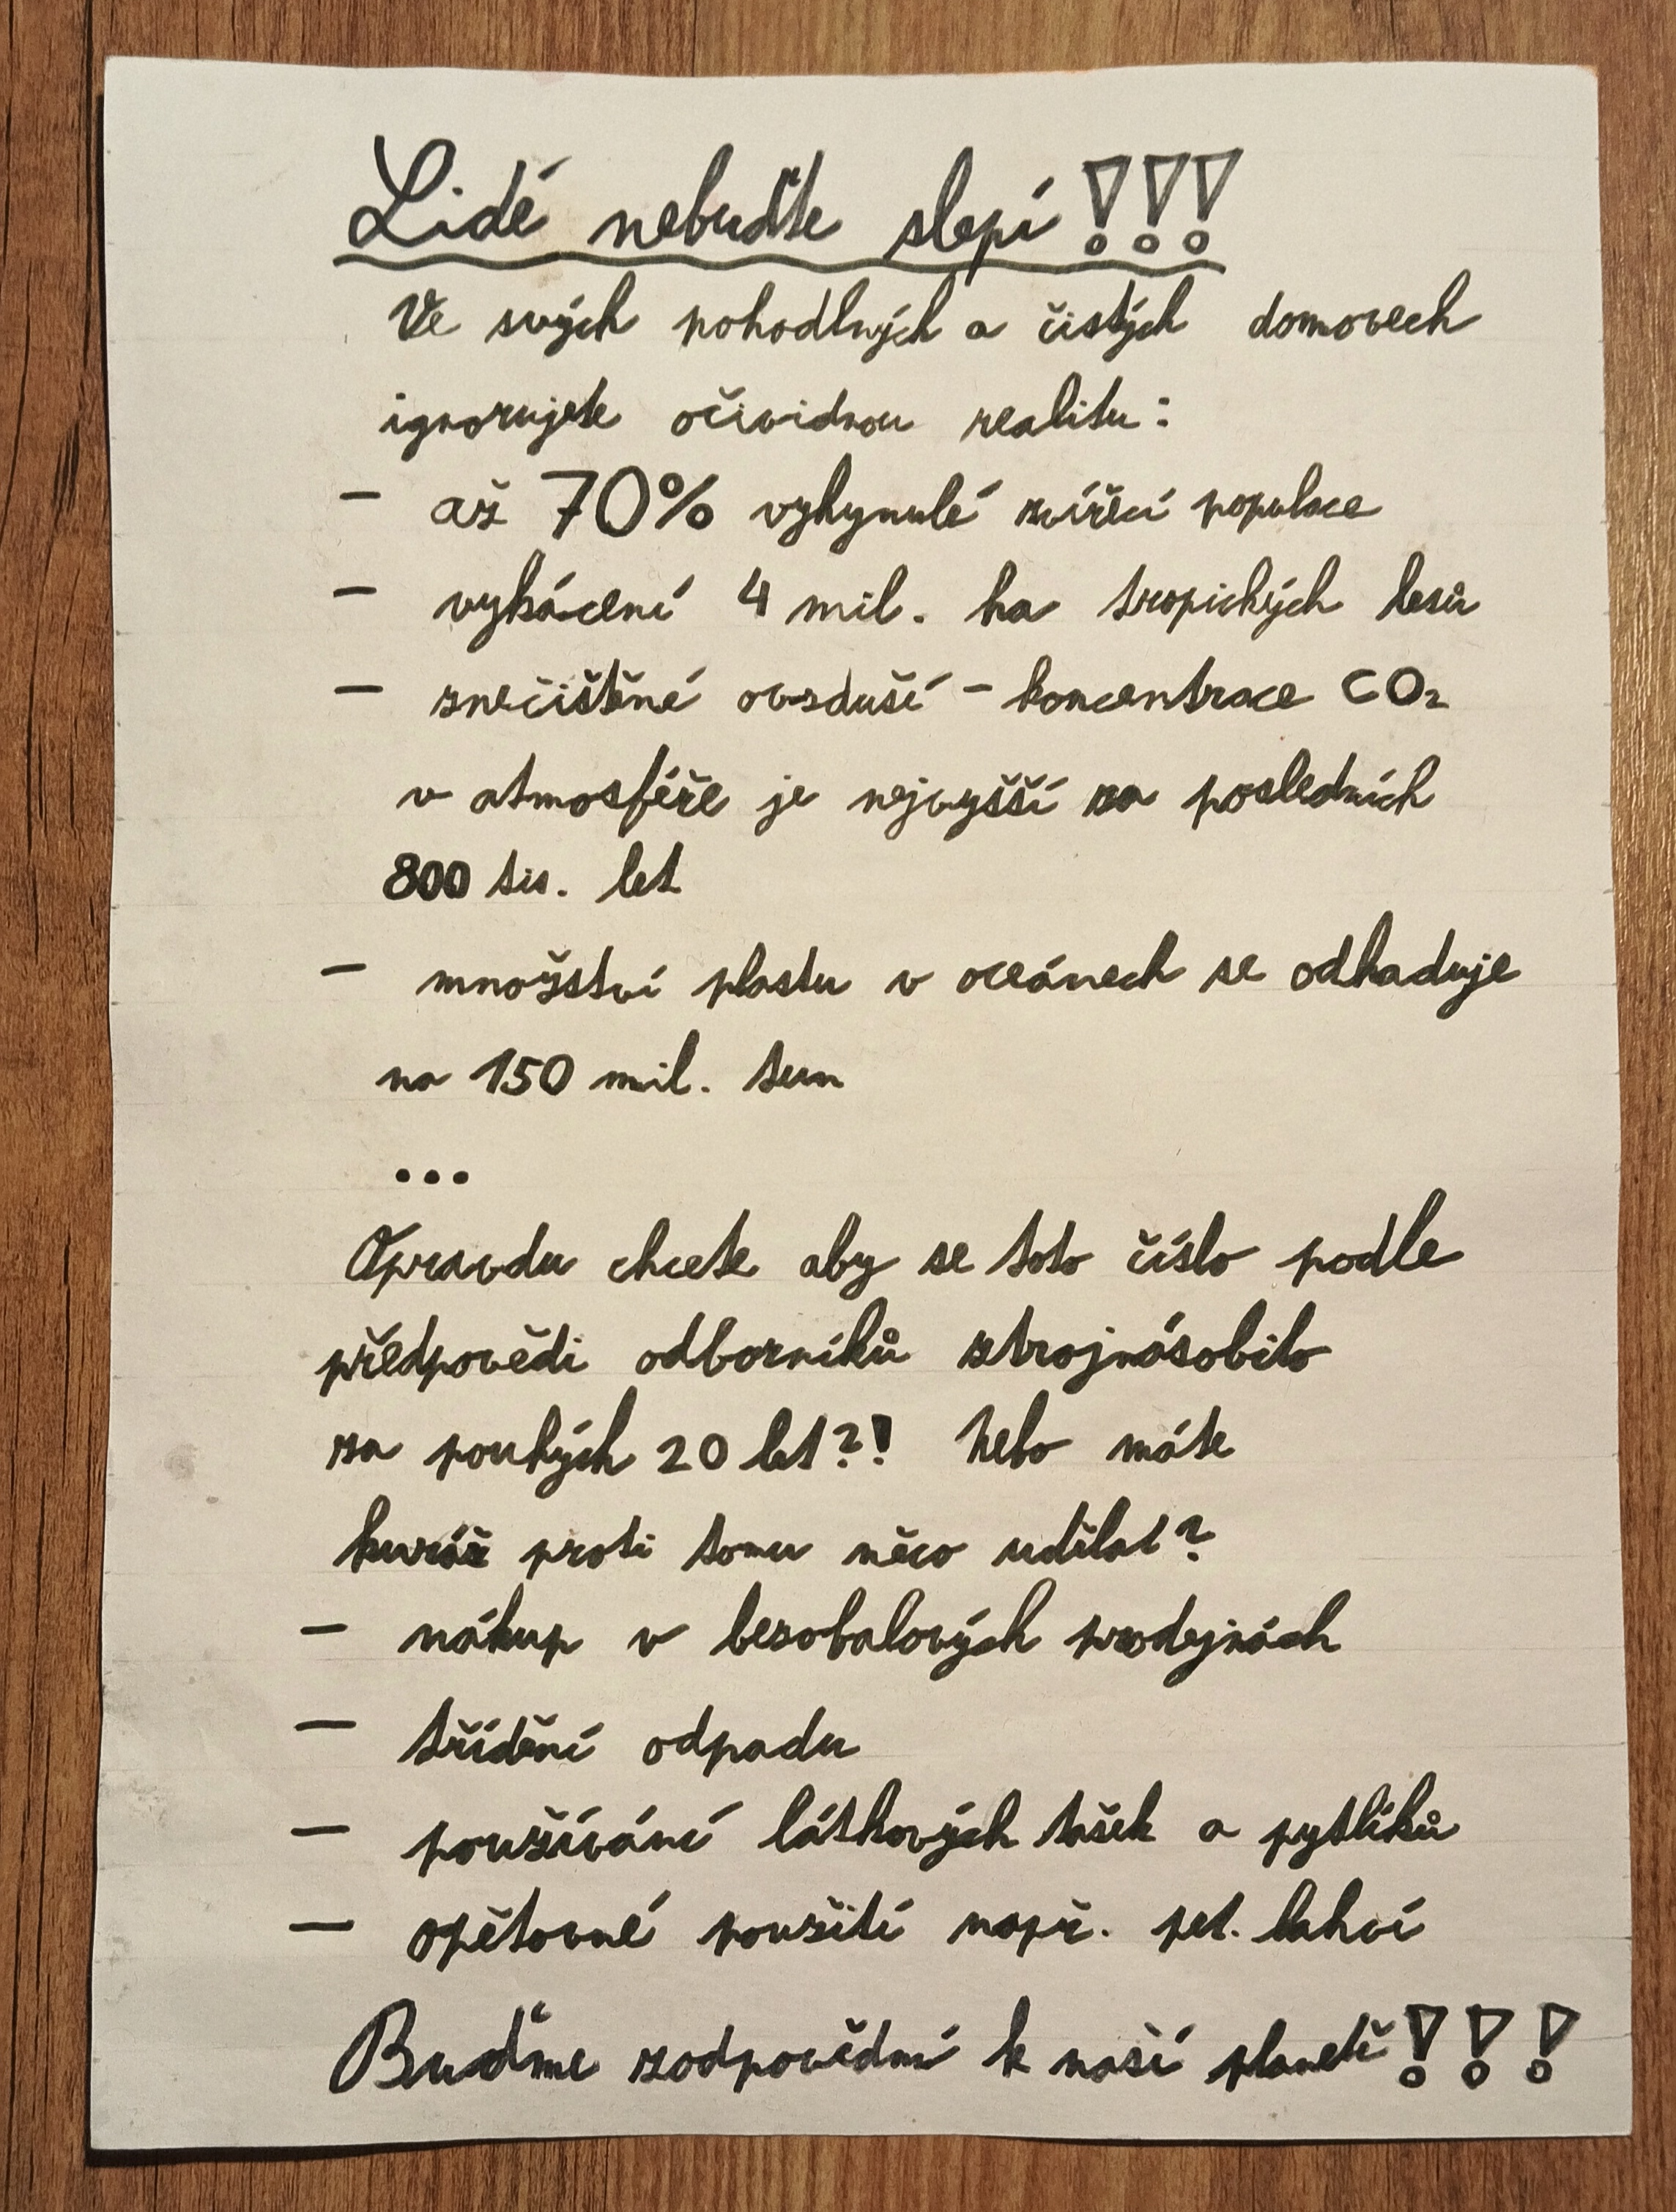 Lidé nebuďte slepí!!!
Ve svých pohodlných a čistých domovech
ignorujete očividnou realitu:
- až 70% vyhynulé zvířecí populace
- vykácení 4 mil. ha tropických lesů
- znečištěné ovzduší - koncentrace CO₂
v atmosféře je nejvyšší za posledních
800 tis. let
- množství plastu v oceánech se odhaduje
na 150 mil. tun
...
Opravdu chcete aby se toto číslo podle
předpovědi odborníků ztrojnásobilo
za pouhých 20 let?! Nebo máte
kuráž proti tomu něco udělat?
- nákup v bezobalových prodejnách
- třídění odpadu
- používání látkových tašek a pytlíků
- opětovné použití např. pet. lahví
Buďme zodpovědní k naší planetě!!!